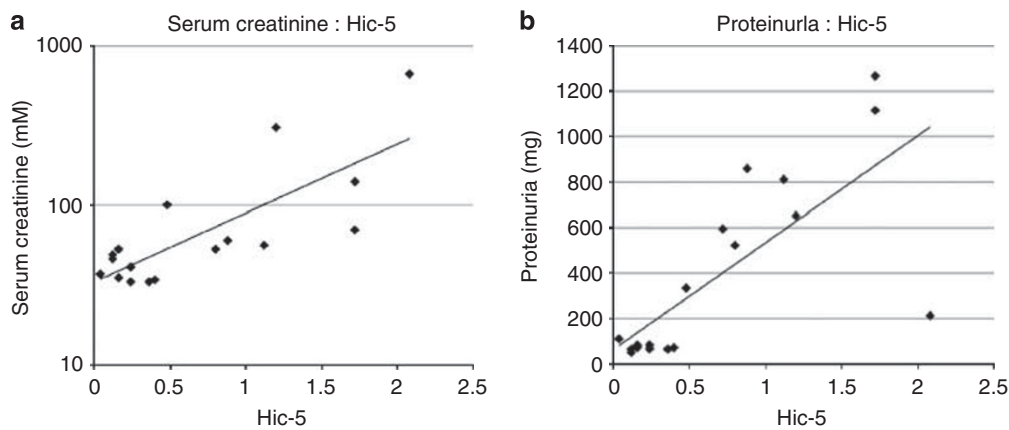 a
Serum creatinine : Hic-5
1000
100
10
Serum creatinine (mM)
0 0.5 1 1.5 2 2.5
Hic-5
b
Proteinurla : Hic-5
1400
1200
1000
800
600
400
200
0
Proteinuria (mg)
0 0.5 1 1.5 2 2.5
Hic-5